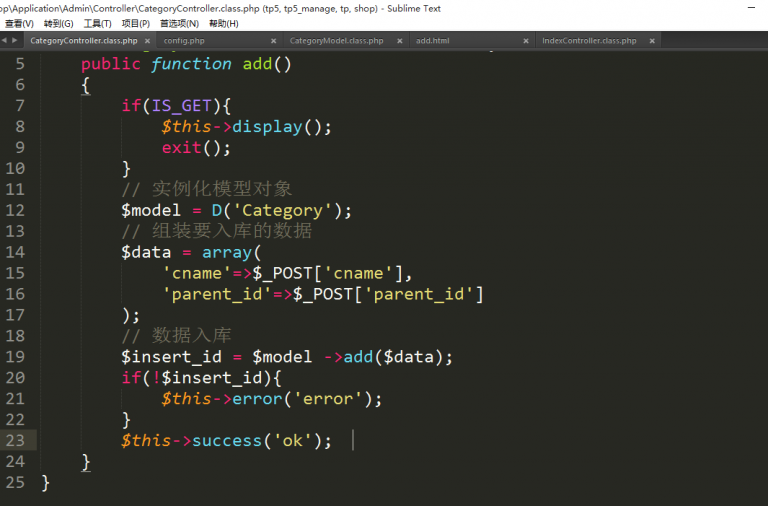 op\Application\Admin\Controller\CategoryController.class.php (tp5, tp5_manage, tp, shop) - Sublime Text
查看(V) 转到(G) 工具(T) 项目(P) 首选项(N) 帮助(H)
CategoryController.class.php × config.php × CategoryModel.class.php × add.html × IndexController.class.php ×
5 public function add()
6 {
7 if(IS_GET){
8 $this->display();
9 exit();
10 }
11 // 实例化模型对象
12 $model = D('Category');
13 // 组装要入库的数据
14 $data = array(
15 'cname'=>$_POST['cname'],
16 'parent_id'=>$_POST['parent_id']
17 );
18 // 数据入库
19 $insert_id = $model ->add($data);
20 if(!$insert_id){
21 $this->error('error');
22 }
23 $this->success('ok');
24 }
25 }